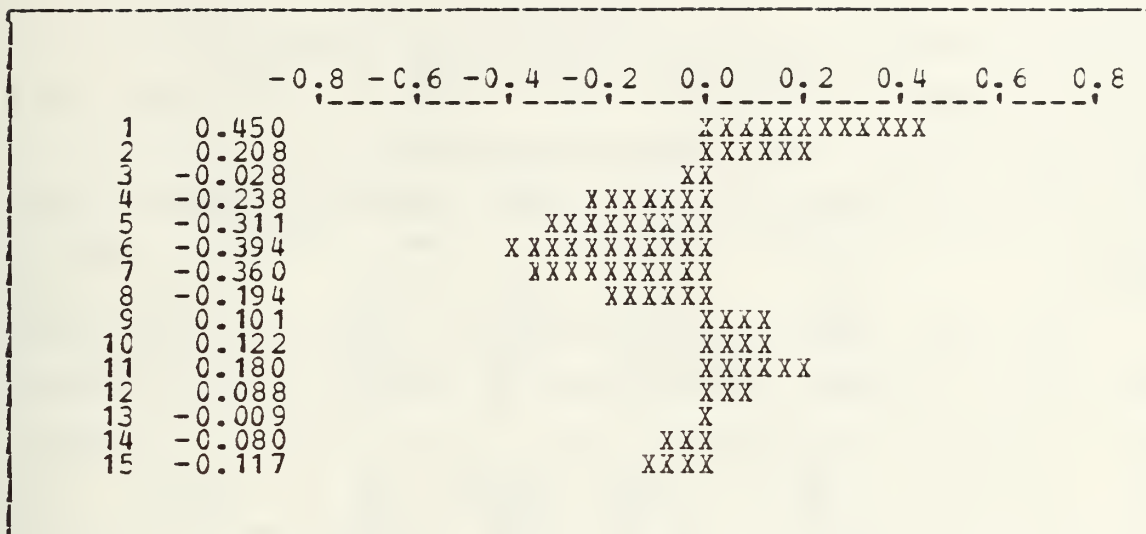 -0.8 -0.6 -0.4 -0.2 0.0 0.2 0.4 0.6 0.8
1 0.450 XXXXXXXXXXXX
2 0.208 XXXXXX
3 -0.028 XX
4 -0.238 XXXXXXX
5 -0.311 XXXXXXXXX
6 -0.394 XXXXXXXXXXX
7 -0.360 XXXXXXXXXX
8 -0.194 XXXXXX
9 0.101 XXXX
10 0.122 XXXX
11 0.180 XXXXXX
12 0.088 XXX
13 -0.009 X
14 -0.080 XXX
15 -0.117 XXXX